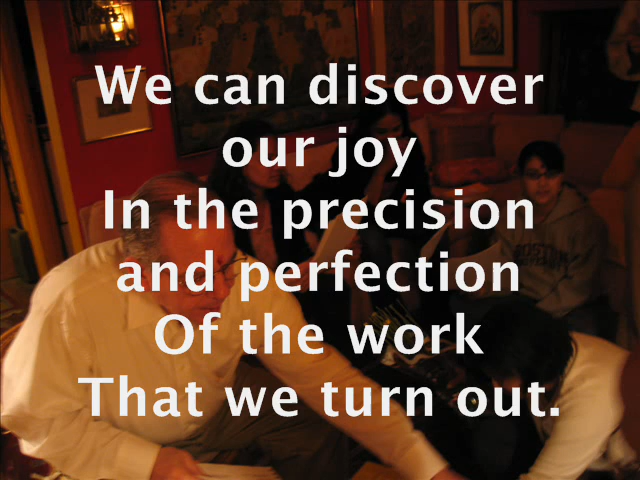 We can discover
our joy
In the precision
and perfection
Of the work
That we turn out.